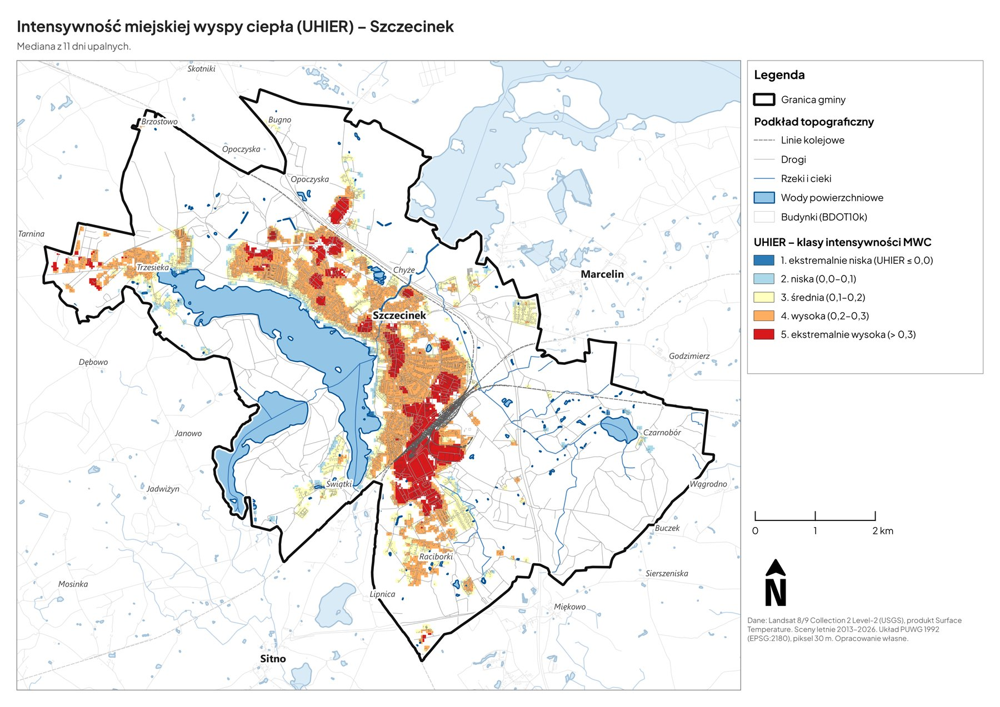 Intensywność miejskiej wyspy ciepła (UHIER) – Szczecinek
Mediana z 11 dni upalnych.
Skotniki
Brzostowo
Bugno
Opoczyska
Opoczyska
Tarnina
Trzesieka
Chyże
Marcelin
Szczecinek
Dębowo
Godzimierz
Janowo
Czarnobór
Świątki
Jadwiżyn
Wągrodno
Buczek
Raciborki
Sierszeniska
Mosinka
Lipnica
Miękowo
Sitno
Legenda
Granica gminy
Podkład topograficzny
Linie kolejowe
Drogi
Rzeki i cieki
Wody powierzchniowe
Budynki (BDOT10k)
UHIER – klasy intensywności MWC
1. ekstremalnie niska (UHIER ≤ 0,0)
2. niska (0,0–0,1)
3. średnia (0,1–0,2)
4. wysoka (0,2–0,3)
5. ekstremalnie wysoka (> 0,3)
0 1 2 km
N
Dane: Landsat 8/9 Collection 2 Level-2 (USGS), produkt Surface
Temperature. Sceny letnie 2013–2026. Układ PUWG 1992
(EPSG:2180), piksel 30 m. Opracowanie własne.